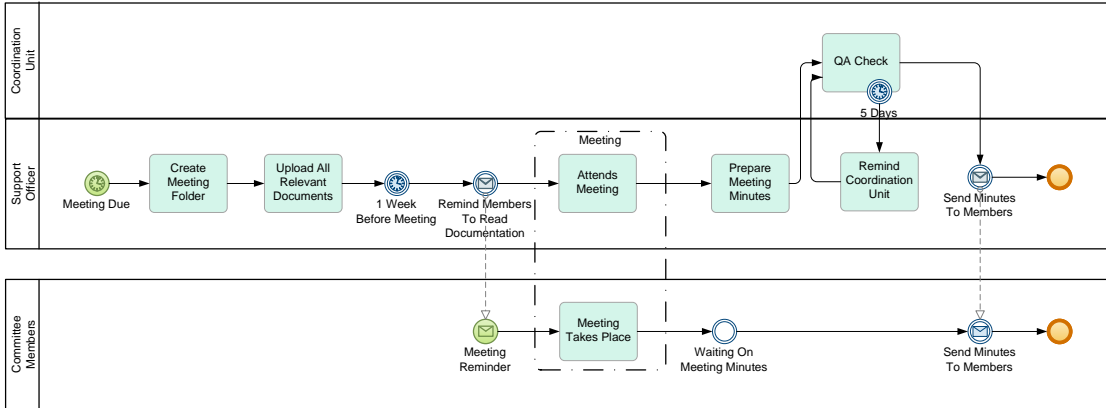 Coordination
Unit
QA Check
5 Days
Support
Officer
Meeting Due
Create
Meeting
Folder
Upload All
Relevant
Documents
1 Week
Before Meeting
Remind Members
To Read
Documentation
Meeting
Attends
Meeting
Prepare
Meeting
Minutes
Remind
Coordination
Unit
Send Minutes
To Members
Committee
Members
Meeting
Reminder
Meeting
Takes Place
Waiting On
Meeting Minutes
Send Minutes
To Members